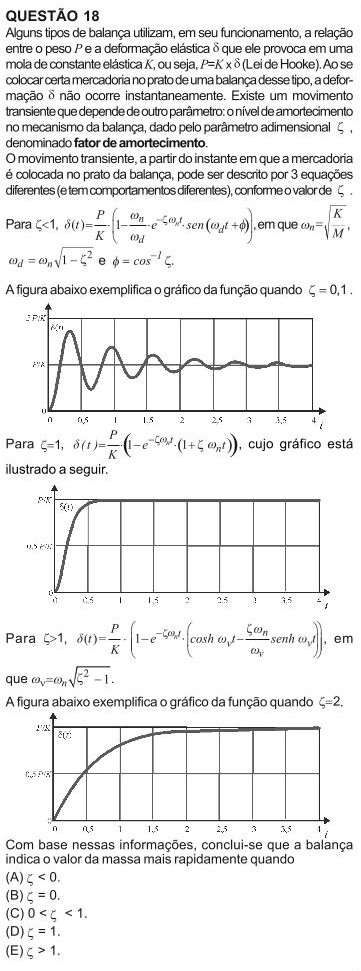 QUESTÃO 18
Alguns tipos de balança utilizam, em seu funcionamento, a relação
entre o peso P e a deformação elástica δ que ele provoca em uma
mola de constante elástica K, ou seja, P=K x δ (Lei de Hooke). Ao se
colocar certa mercadoria no prato de uma balança desse tipo, a defor-
mação δ não ocorre instantaneamente. Existe um movimento
transiente que depende de outro parâmetro: o nível de amortecimento
no mecanismo da balança, dado pelo parâmetro adimensional ζ ,
denominado fator de amortecimento.
O movimento transiente, a partir do instante em que a mercadoria
é colocada no prato da balança, pode ser descrito por 3 equações
diferentes (e tem comportamentos diferentes), conforme o valor de ζ .
Para ζ<1, δ(t)=P/K·(1−ωn/ωd·e^(−ζωnt)·sen(ωdt+ϕ)), em que ωn=√(K/M),
ωd = ωn√(1−ζ²) e ϕ = cos⁻¹ ζ.
A figura abaixo exemplifica o gráfico da função quando ζ = 0,1 .
2 P/K
δ(t)
P/K
0
0 0,5 1 1,5 2 2,5 3 3,5 4
t
Para ζ=1, δ(t)=P/K·(1−e^(−ζωnt)·(1+ζ ωnt)), cujo gráfico está
ilustrado a seguir.
P/K
δ(t)
0,5 P/K
0
0 0,5 1 1,5 2 2,5 3 3,5 4
t
Para ζ>1, δ(t)=P/K·(1−e^(−ζωnt)·(cosh ωvt−ζωn/ωv senh ωvt)), em
que ωv=ωn√(ζ²−1).
A figura abaixo exemplifica o gráfico da função quando ζ=2.
P/K
δ(t)
0,5 P/K
0
0 0,5 1 1,5 2 2,5 3 3,5 4
t
Com base nessas informações, conclui-se que a balança
indica o valor da massa mais rapidamente quando
(A) ζ < 0.
(B) ζ = 0.
(C) 0 < ζ < 1.
(D) ζ = 1.
(E) ζ > 1.